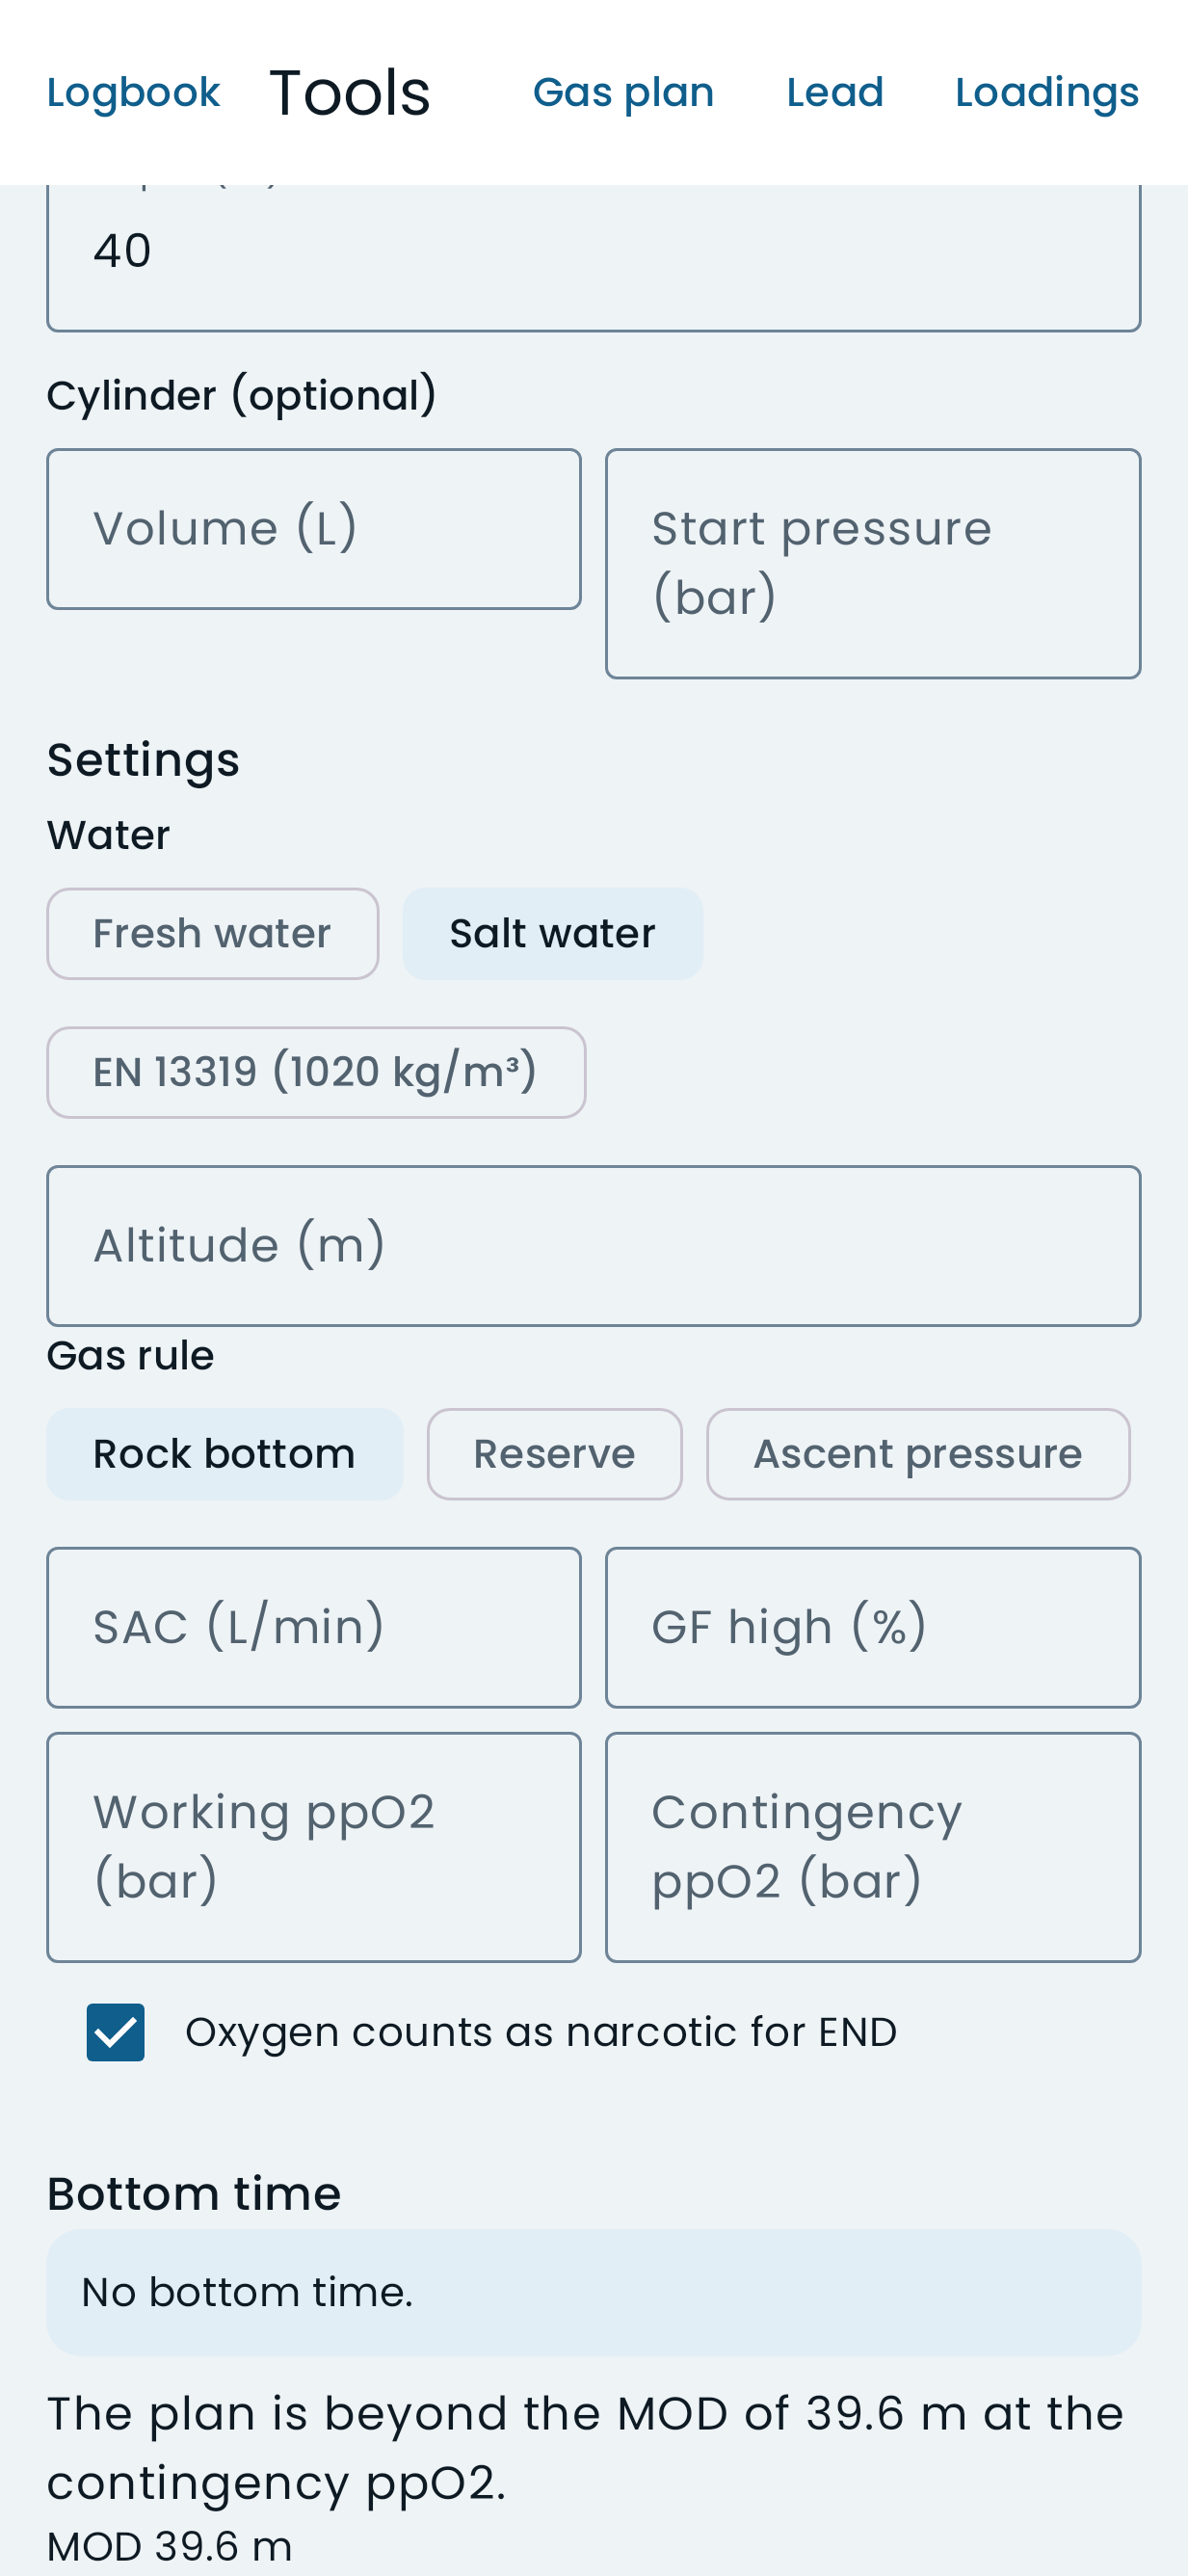 Logbook Tools Gas plan Lead Loadings
40
Cylinder (optional)
Volume (L)
Start pressure
(bar)
Settings
Water
Fresh water Salt water
EN 13319 (1020 kg/m³)
Altitude (m)
Gas rule
Rock bottom Reserve Ascent pressure
SAC (L/min) GF high (%)
Working ppO2
(bar)
Contingency
ppO2 (bar)
Oxygen counts as narcotic for END
Bottom time
No bottom time.
The plan is beyond the MOD of 39.6 m at the
contingency ppO2.
MOD 39.6 m